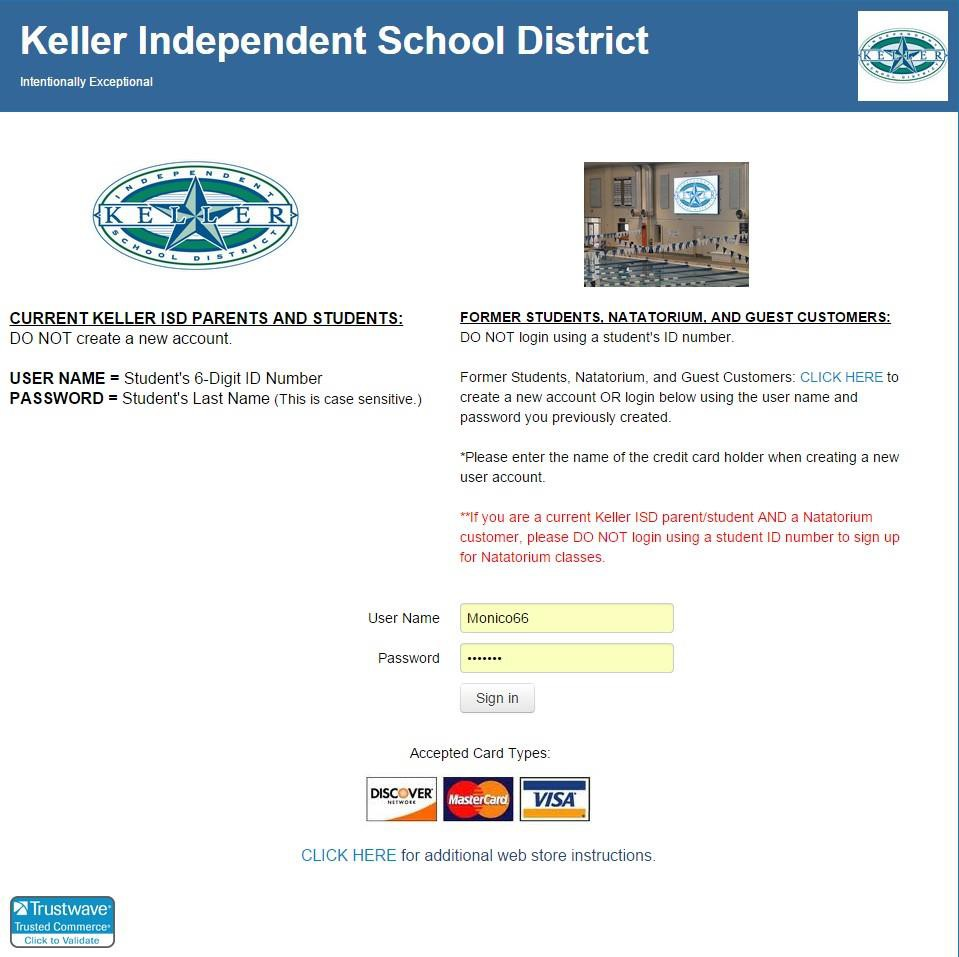 Keller Independent School District
Intentionally Exceptional
INDEPENDENT
KELLER
SCHOOL DISTRICT
INDEPENDENT
KELLER
SCHOOL DISTRICT
CURRENT KELLER ISD PARENTS AND STUDENTS:
DO NOT create a new account.
USER NAME = Student's 6-Digit ID Number
PASSWORD = Student's Last Name (This is case sensitive.)
FORMER STUDENTS, NATATORIUM, AND GUEST CUSTOMERS:
DO NOT login using a student's ID number.
Former Students, Natatorium, and Guest Customers: CLICK HERE to
create a new account OR login below using the user name and
password you previously created.
*Please enter the name of the credit card holder when creating a new
user account.
**If you are a current Keller ISD parent/student AND a Natatorium
customer, please DO NOT login using a student ID number to sign up
for Natatorium classes.
User Name Monico66
Password •••••••
Sign in
Accepted Card Types:
DISCOVER
NETWORK
MasterCard
VISA
CLICK HERE for additional web store instructions.
Trustwave
Trusted Commerce
Click to Validate